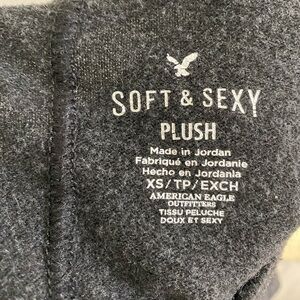 SOFT & SEXY
PLUSH
Made in Jordan
Fabriqué en Jordanie
Hecho en Jordania
XS/TP/EXCH
AMERICAN EAGLE
OUTFITTERS
TISSU PELUCHE
DOUX ET SEXY